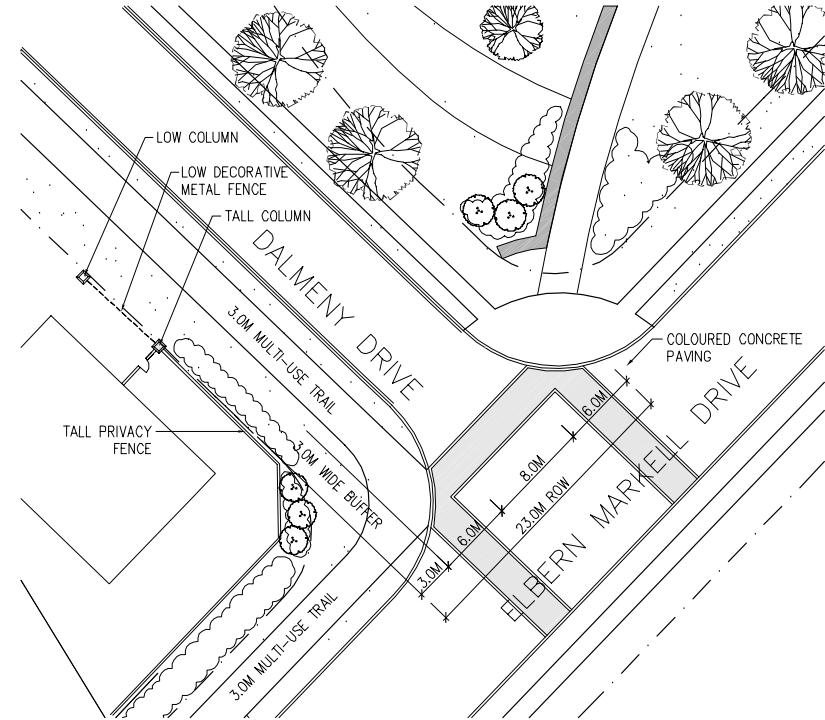 LOW COLUMN
LOW DECORATIVE
METAL FENCE
TALL COLUMN
DALMENY DRIVE
3.0M MULTI-USE TRAIL
COLOURED CONCRETE
PAVING
TALL PRIVACY
FENCE
3.0M WIDE BUFFER
6.0M
8.0M
23.0M ROW
6.0M
3.0M
ELBERN MARKELL DRIVE
3.0M MULTI-USE TRAIL